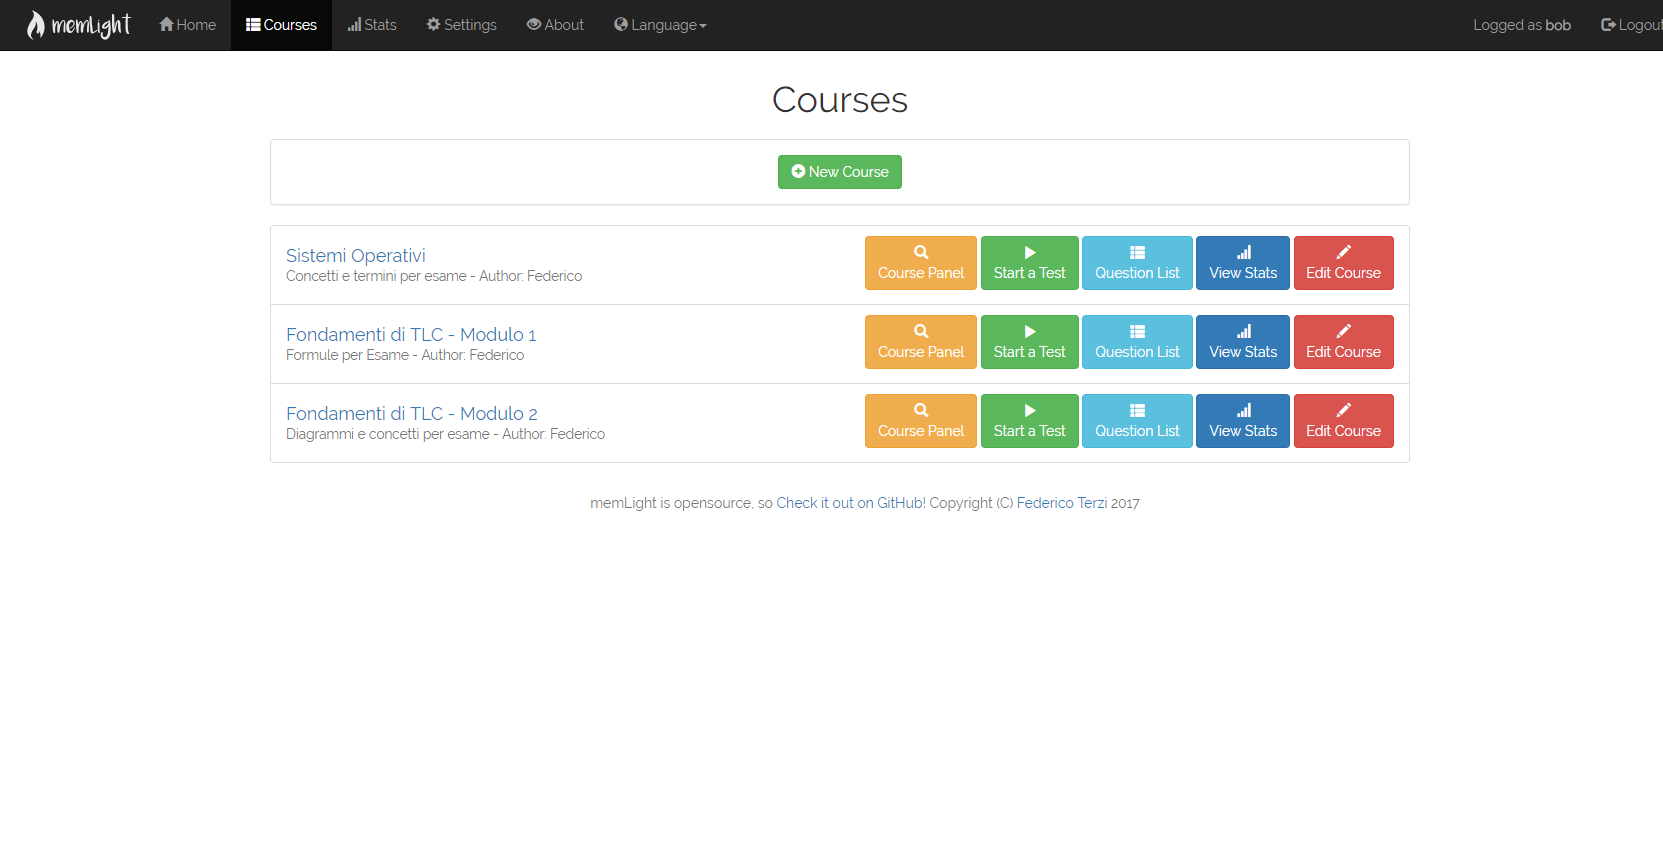 memLight Home Courses Stats Settings About Language Logged as bob Logout
Courses
New Course
Sistemi Operativi
Concetti e termini per esame - Author: Federico
Course Panel Start a Test Question List View Stats Edit Course
Fondamenti di TLC - Modulo 1
Formule per Esame - Author: Federico
Course Panel Start a Test Question List View Stats Edit Course
Fondamenti di TLC - Modulo 2
Diagrammi e concetti per esame - Author: Federico
Course Panel Start a Test Question List View Stats Edit Course
memLight is opensource, so Check it out on GitHub! Copyright (C) Federico Terzi 2017